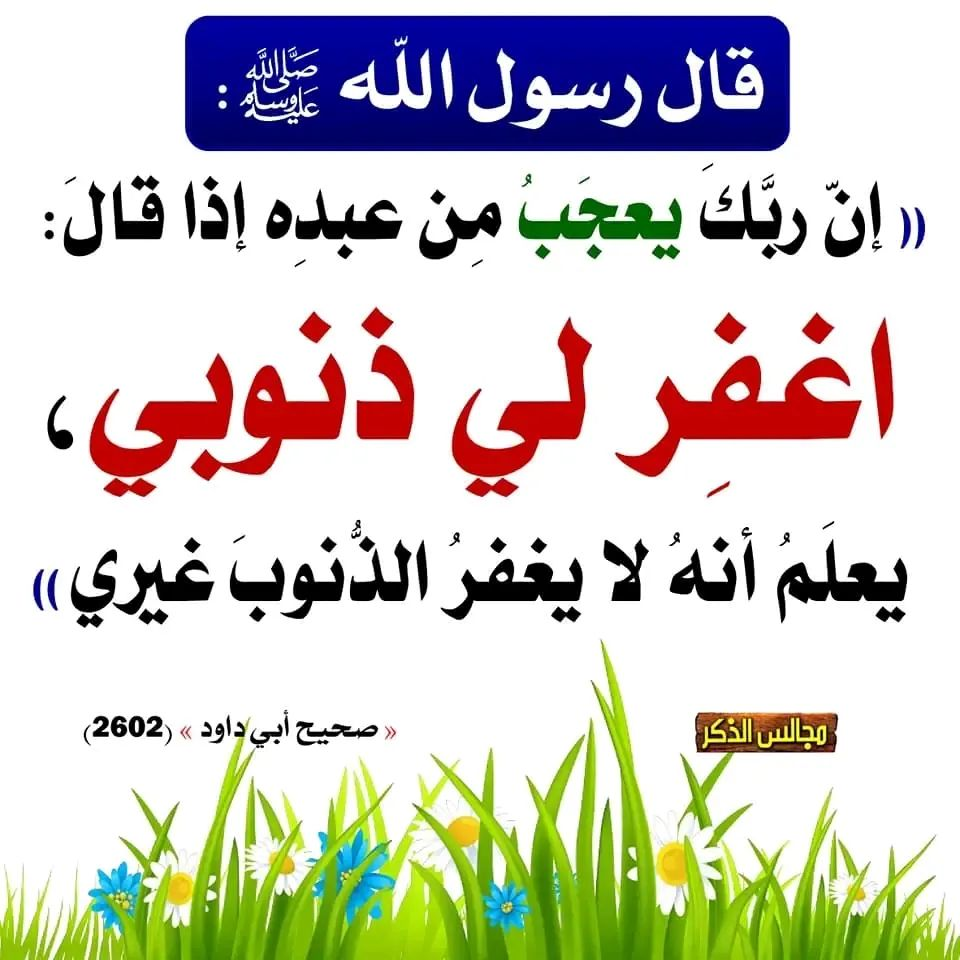 قال رسول الله ﷺ :
(( إنّ ربَّكَ يعجَبُ مِن عبدِهِ إذا قالَ:
اغفِر لي ذنوبي،
يعلَمُ أنهُ لا يغفرُ الذُّنوبَ غيري ))
« صحيح أبي داود » (2602)
مجالس الذكر